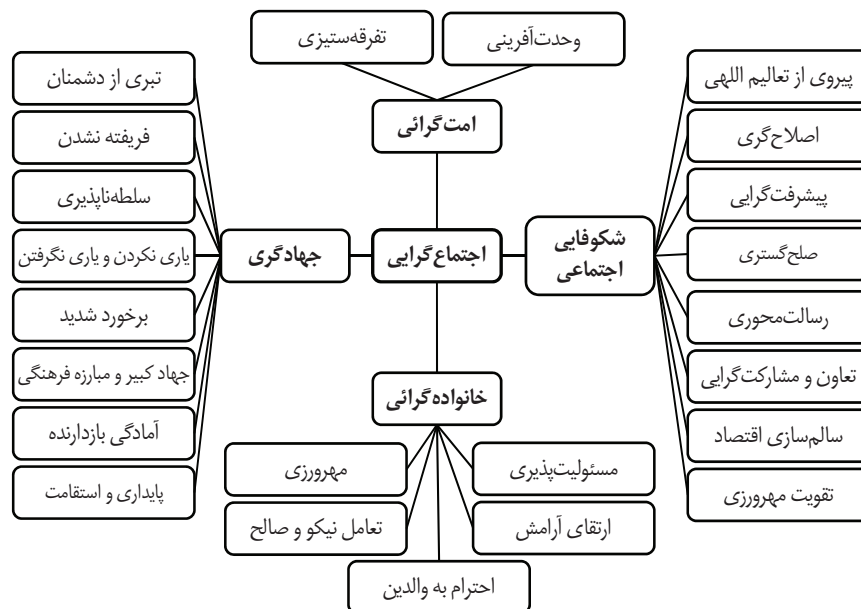 وحدت‌آفرینی
تفرقه‌ستیزی
امت‌گرائی
پیروی از تعالیم اللهی
اصلاح‌گری
پیشرفت‌گرایی
صلح‌گستری
رسالت‌محوری
تعاون و مشارکت‌گرایی
سالم‌سازی اقتصاد
تقویت مهرورزی
شکوفایی
اجتماعی
اجتماع‌گرایی
جهادگری
تبری از دشمنان
فریفته نشدن
سلطه‌ناپذیری
یاری نکردن و یاری نگرفتن
برخورد شدید
جهاد کبیر و مبارزه فرهنگی
آمادگی بازدارنده
پایداری و استقامت
خانواده‌گرائی
مسئولیت‌پذیری
مهرورزی
ارتقای آرامش
تعامل نیکو و صالح
احترام به والدین